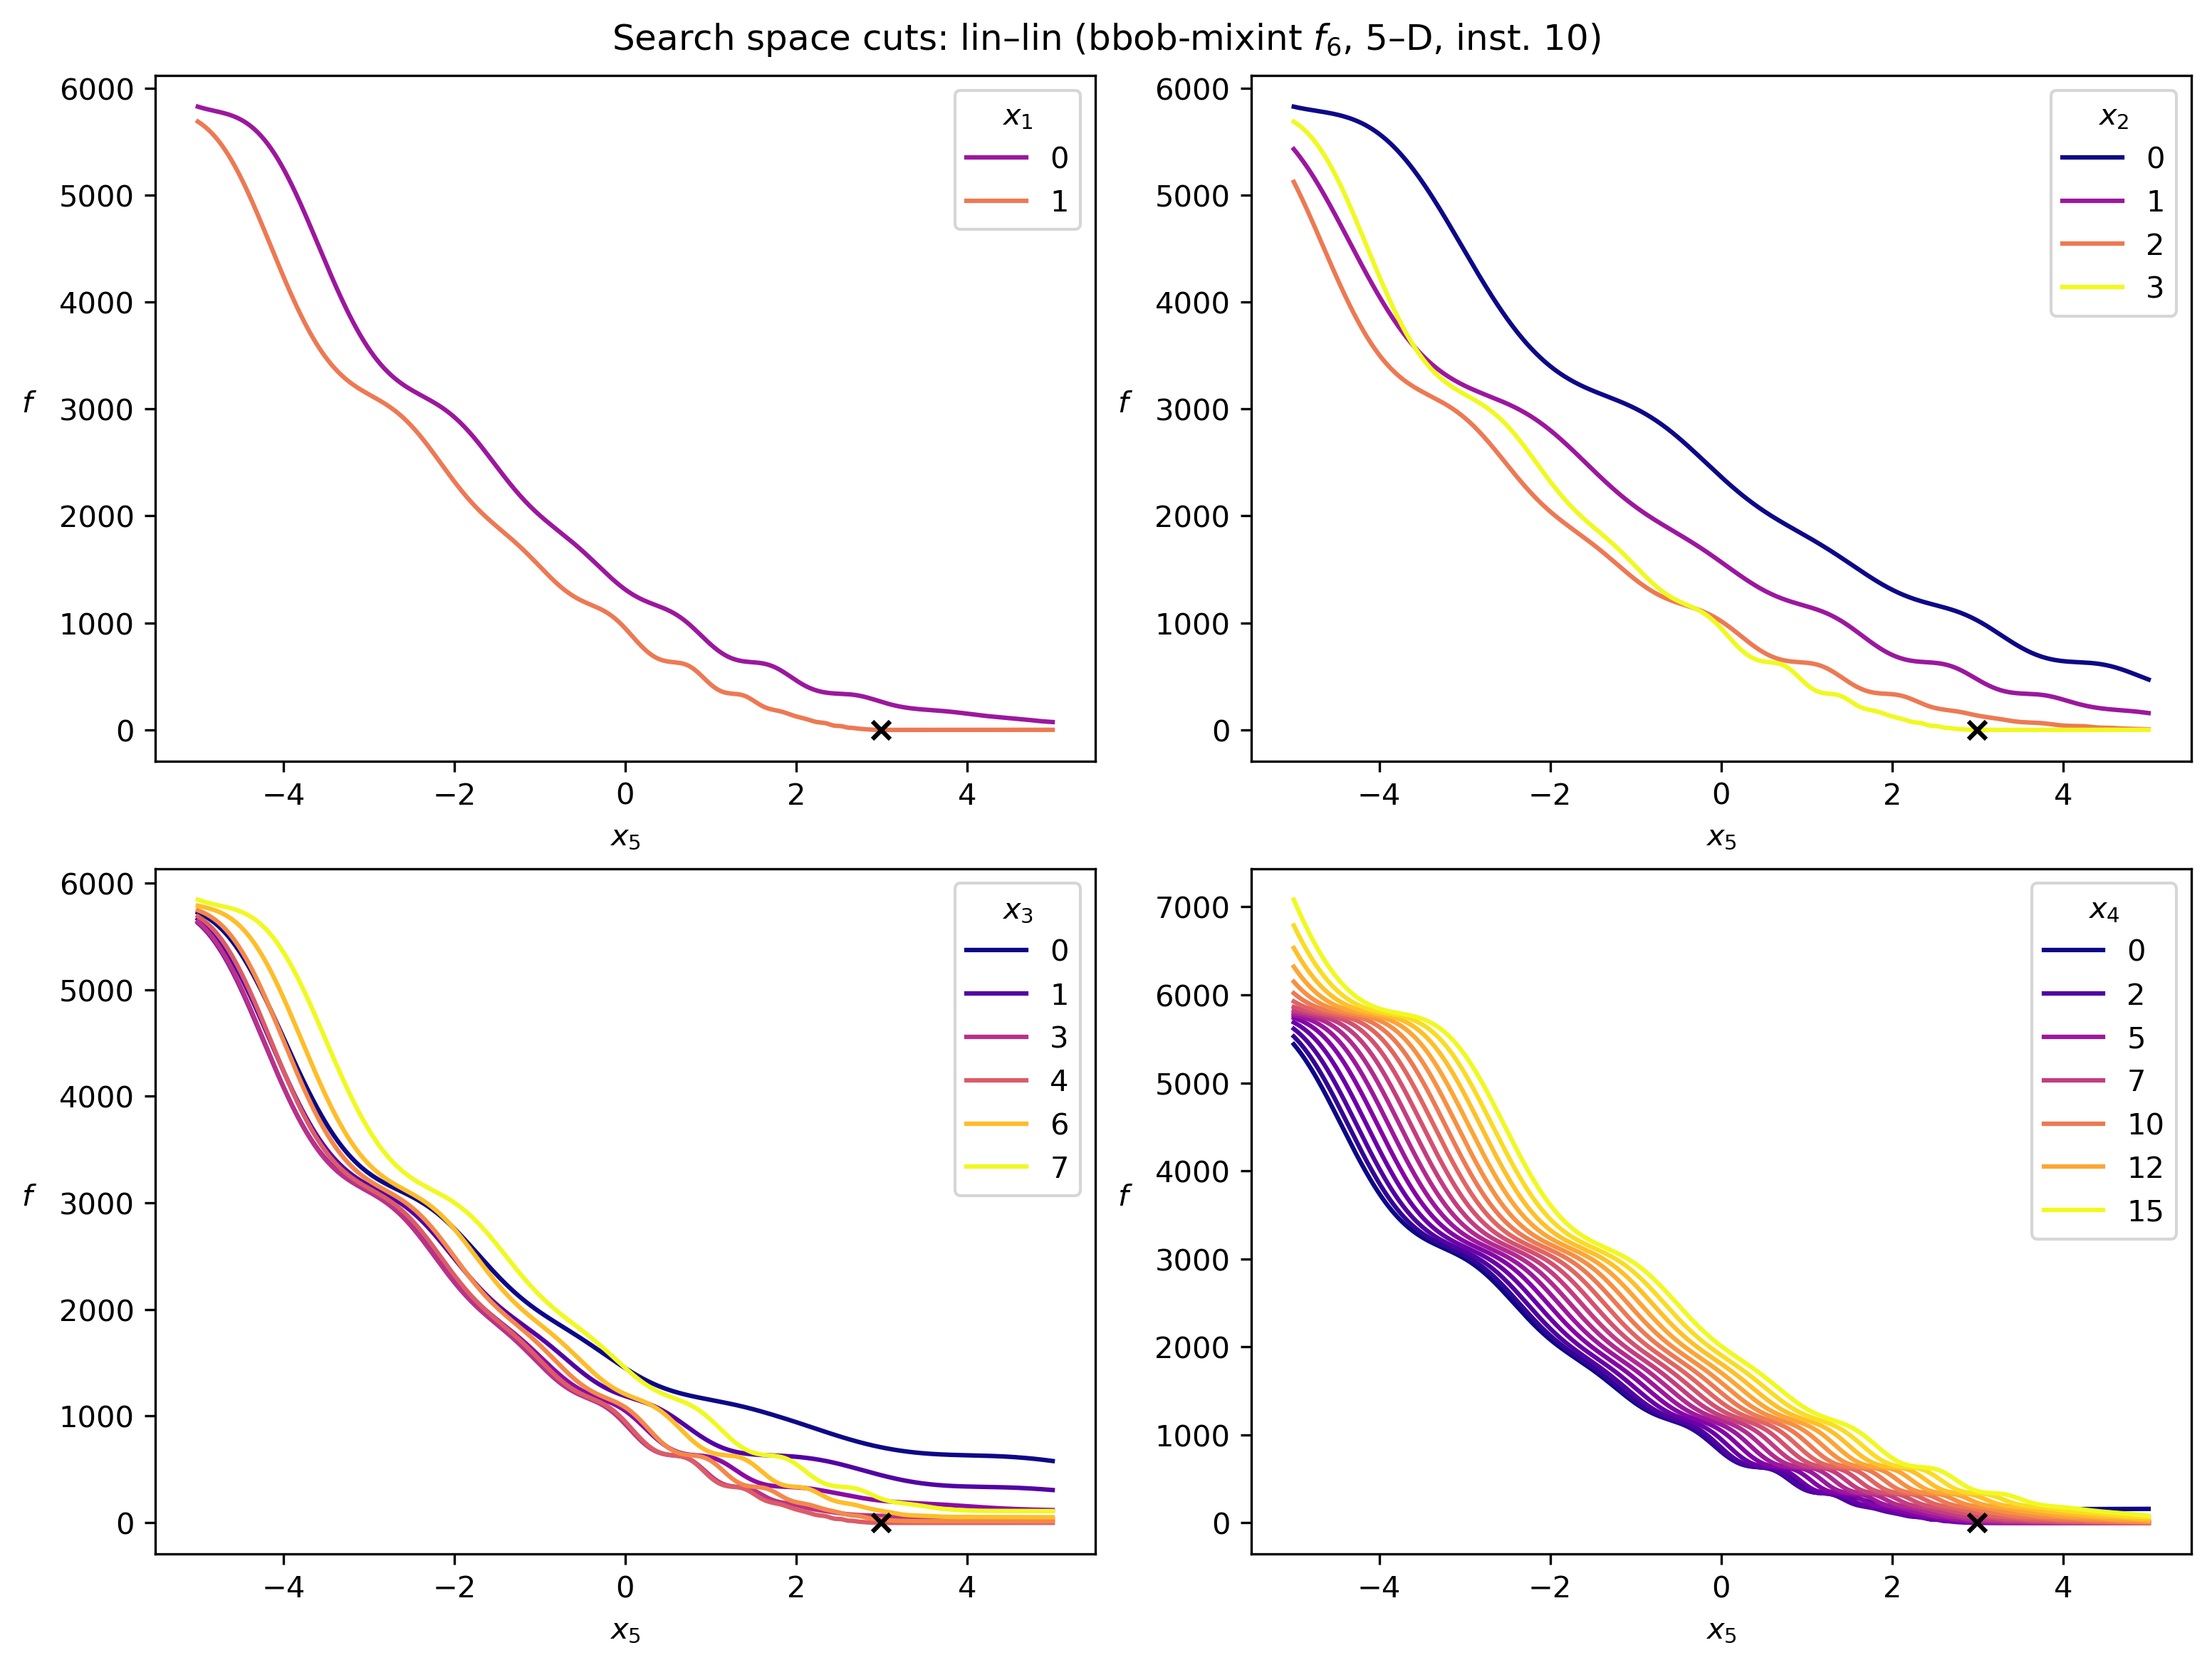 Search space cuts: lin–lin (bbob-mixint f₆, 5–D, inst. 10)
6000
5000
4000
3000
2000
1000
0
f
−4 −2 0 2 4
x₅
x₁
0
1
6000
5000
4000
3000
2000
1000
0
f
−4 −2 0 2 4
x₅
x₂
0
1
2
3
6000
5000
4000
3000
2000
1000
0
f
−4 −2 0 2 4
x₅
x₃
0
1
3
4
6
7
7000
6000
5000
4000
3000
2000
1000
0
f
−4 −2 0 2 4
x₅
x₄
0
2
5
7
10
12
15